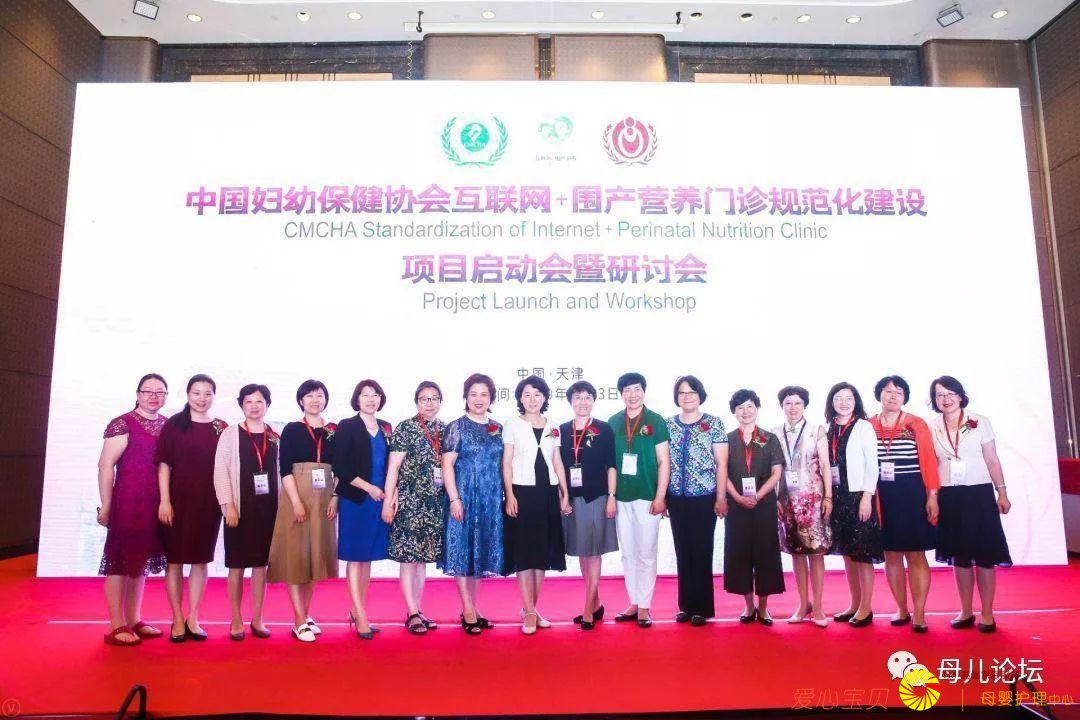 CMCHA
中国妇幼保健协会互联网+围产营养门诊规范化建设
CMCHA Standardization of Internet + Perinatal Nutrition Clinic
项目启动会暨研讨会
Project Launch and Workshop
中国·天津
母儿论坛
爱心宝贝
母婴护理中心